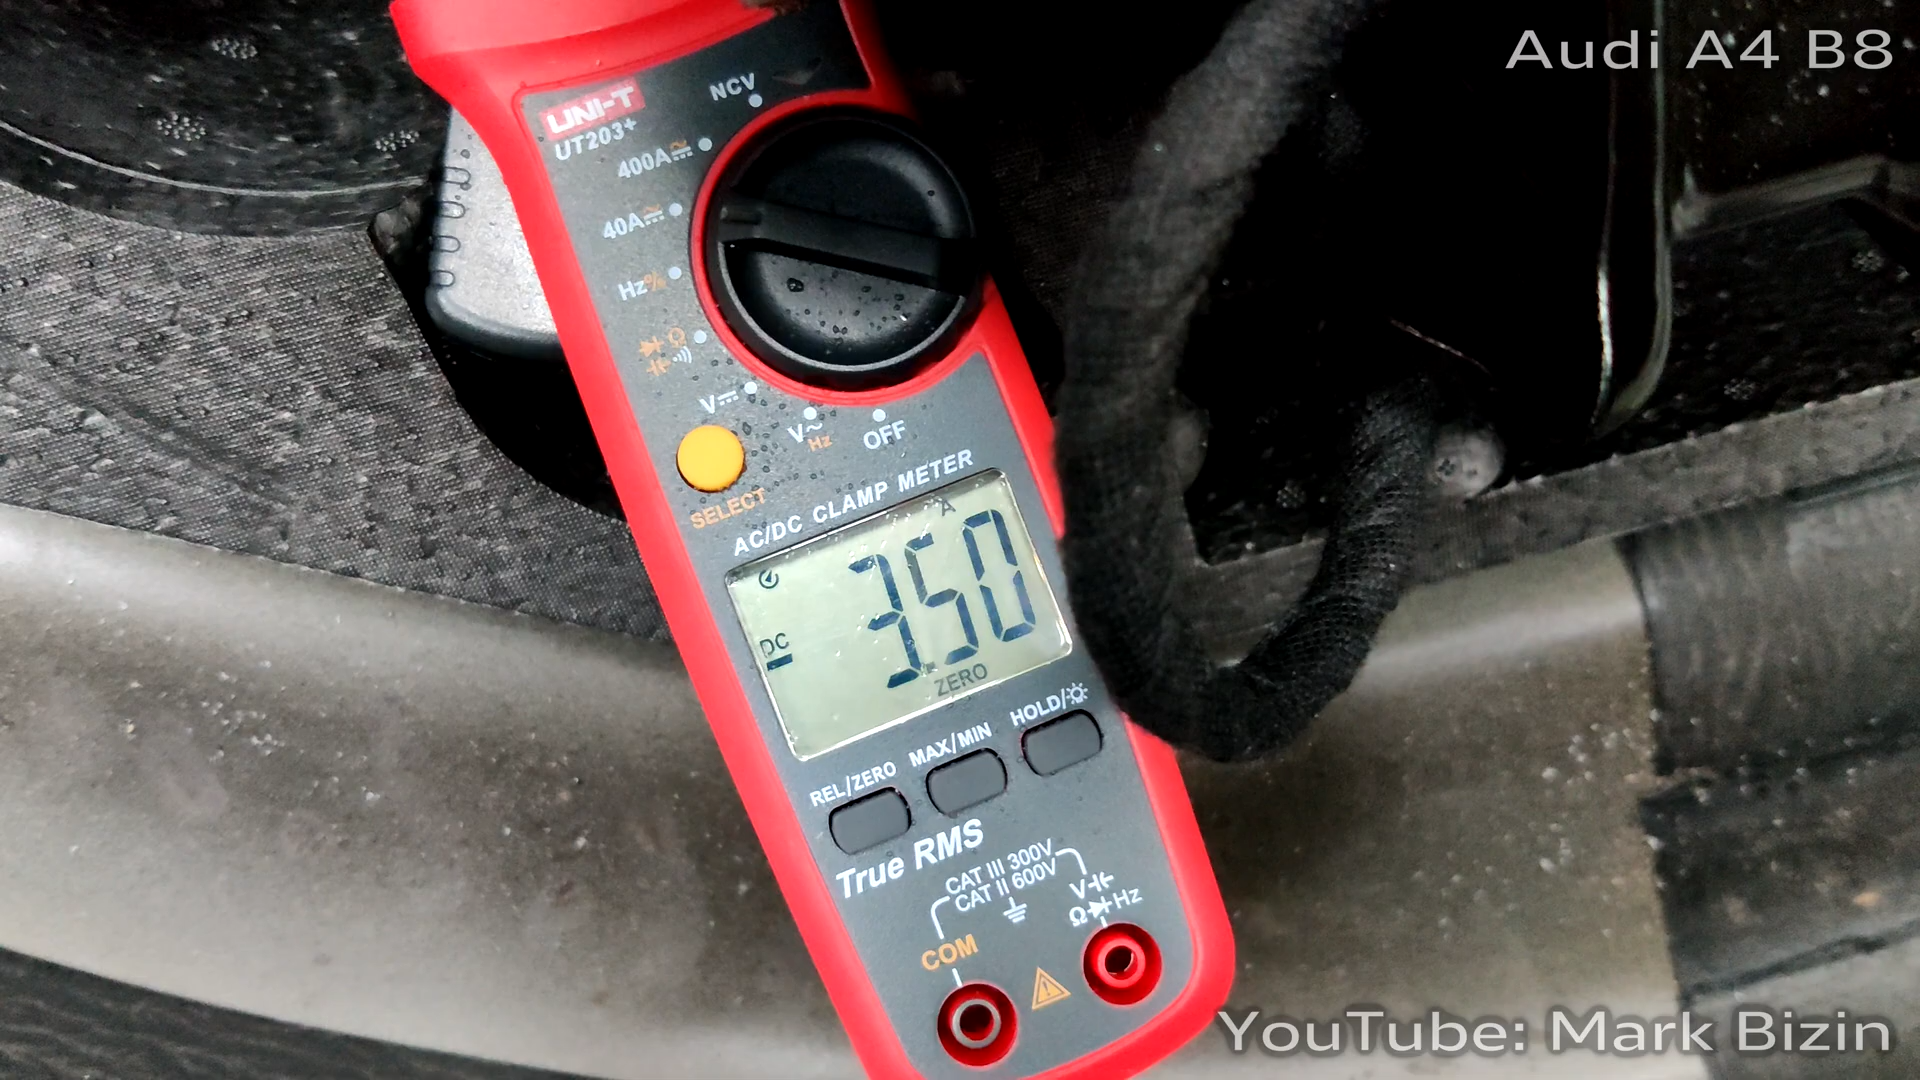 Audi A4 B8
NCV
UNI-T
UT203+
400A
40A
Hz%
Ω
V
V~
Hz
OFF
SELECT
AC/DC CLAMP METER
A
DC
3.50
ZERO
REL/ZERO MAX/MIN HOLD/
True RMS
CAT III 300V
CAT II 600V
V
Ω Hz
COM
YouTube: Mark Bizin